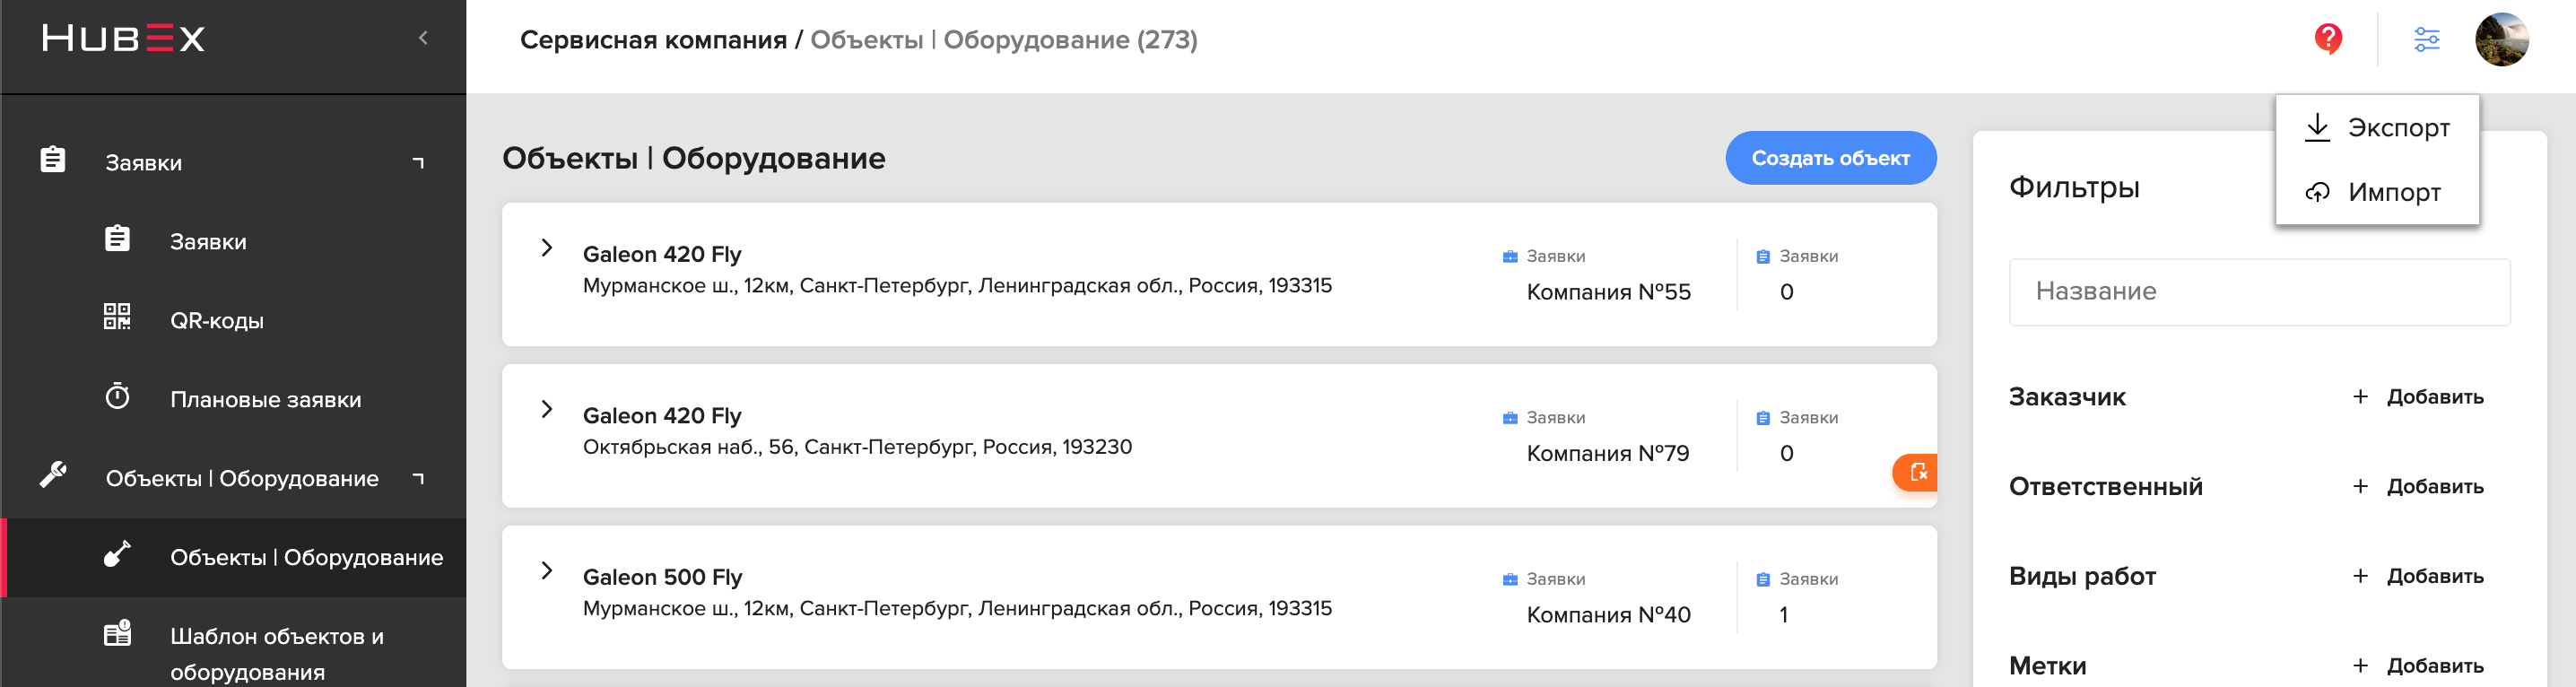 HUBEX
Сервисная компания / Объекты | Оборудование (273)
Заявки
Заявки
QR-коды
Плановые заявки
Объекты | Оборудование
Объекты | Оборудование
Шаблон объектов и
оборудования
Объекты | Оборудование
Создать объект
Galeon 420 Fly
Мурманское ш., 12км, Санкт-Петербург, Ленинградская обл., Россия, 193315
Заявки
Компания №55
Заявки
0
Galeon 420 Fly
Октябрьская наб., 56, Санкт-Петербург, Россия, 193230
Заявки
Компания №79
Заявки
0
Galeon 500 Fly
Мурманское ш., 12км, Санкт-Петербург, Ленинградская обл., Россия, 193315
Заявки
Компания №40
Заявки
1
Экспорт
Импорт
Фильтры
Название
Заказчик + Добавить
Ответственный + Добавить
Виды работ + Добавить
Метки + Добавить